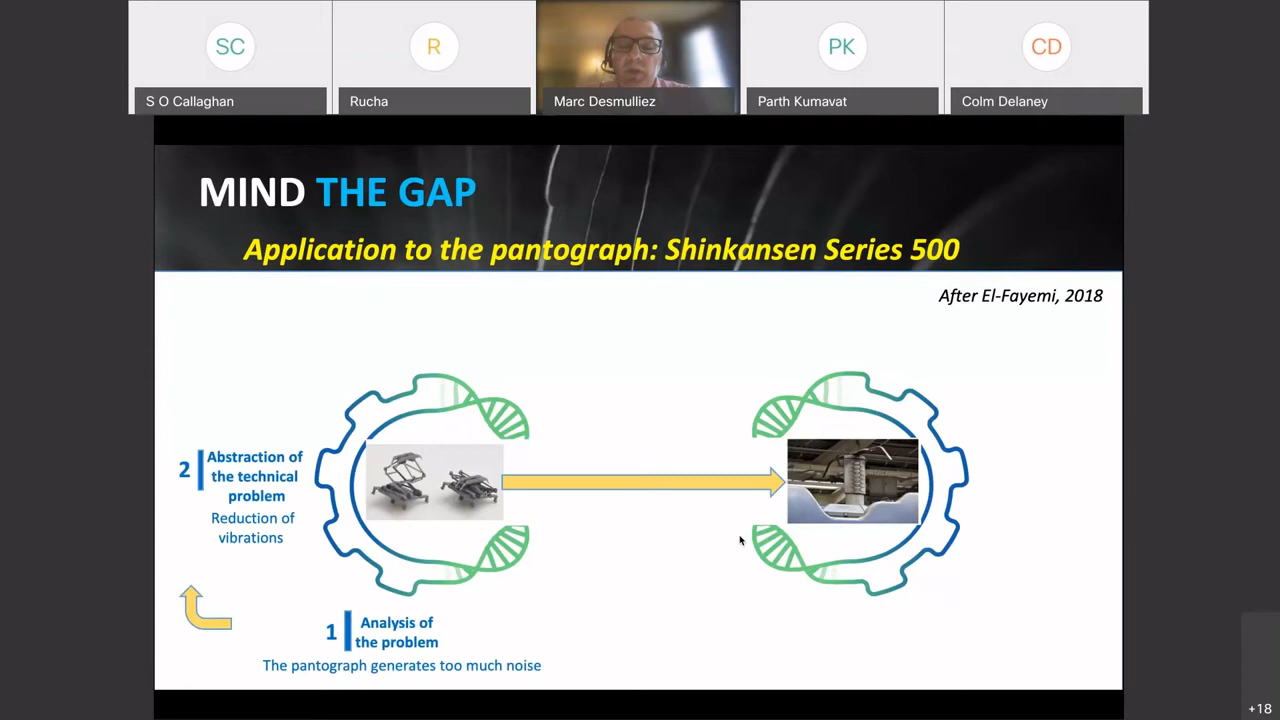 SC
R
PK
CD
S O Callaghan
Rucha
Marc Desmulliez
Parth Kumavat
Colm Delaney
MIND THE GAP
Application to the pantograph: Shinkansen Series 500
After El-Fayemi, 2018
2
Abstraction of
the technical
problem
Reduction of
vibrations
1
Analysis of
the problem
The pantograph generates too much noise
+18